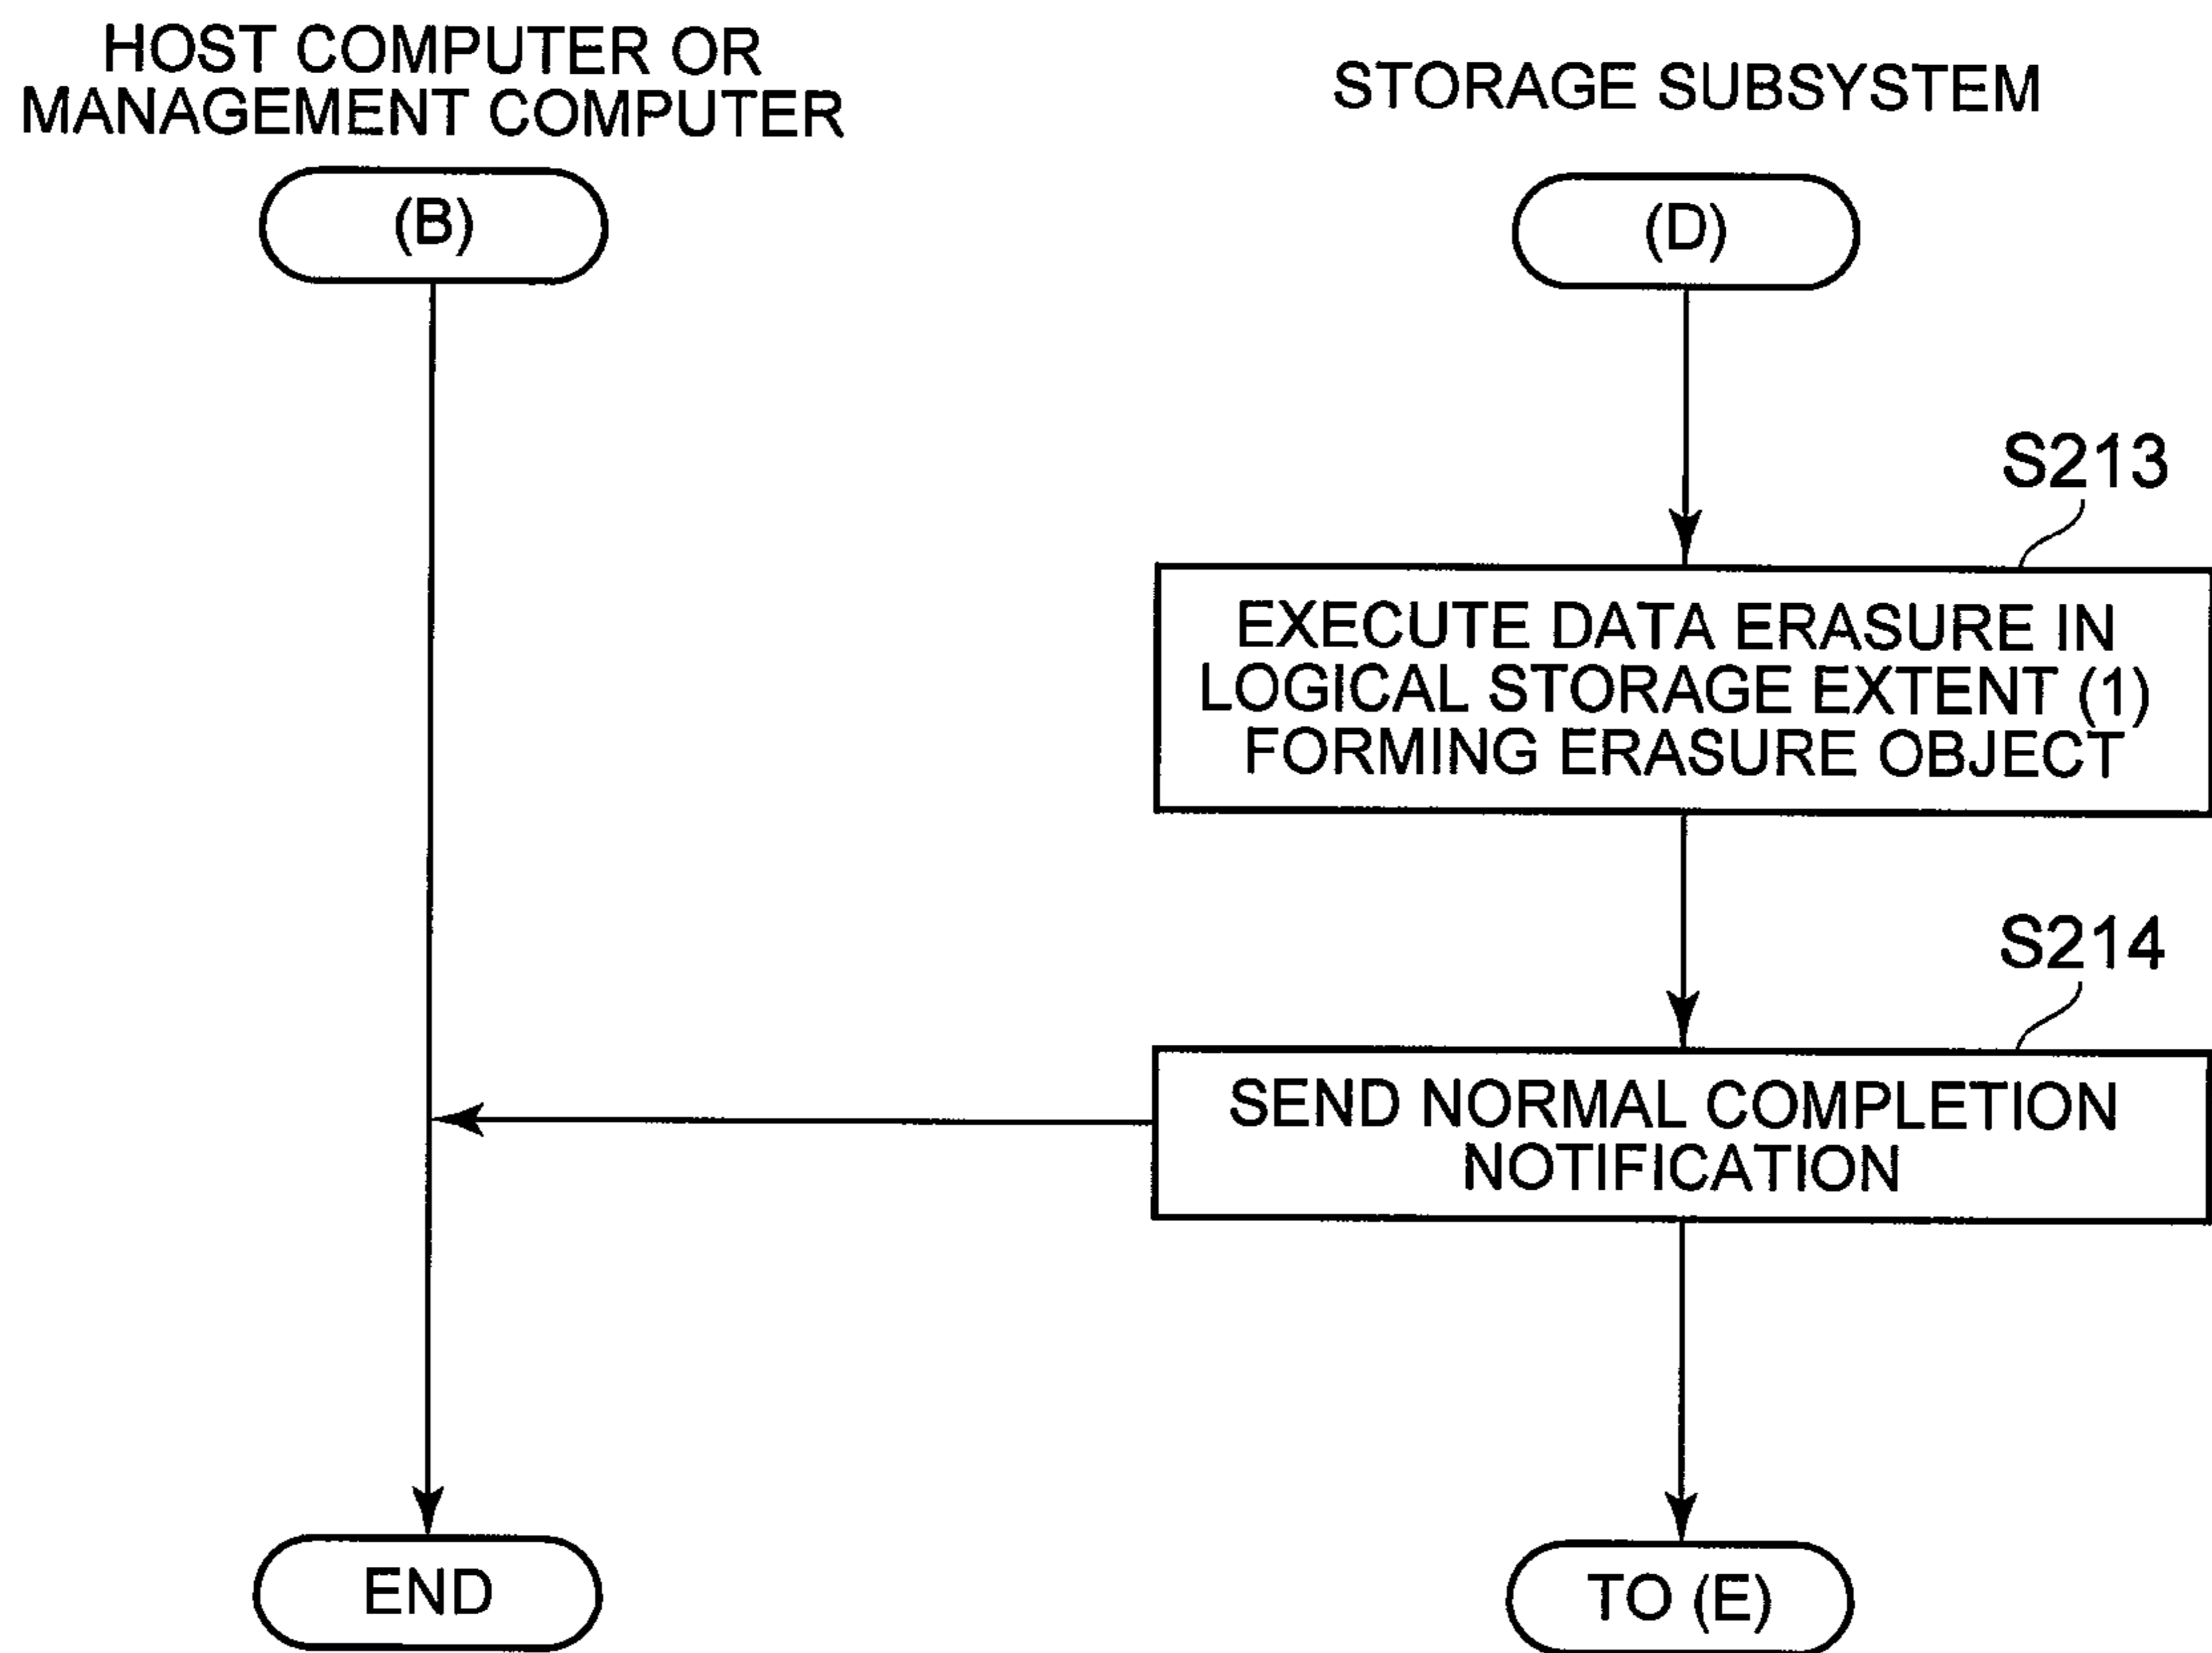 HOST COMPUTER OR
MANAGEMENT COMPUTER
STORAGE SUBSYSTEM
(B)
(D)
S213
EXECUTE DATA ERASURE IN
LOGICAL STORAGE EXTENT (1)
FORMING ERASURE OBJECT
S214
SEND NORMAL COMPLETION
NOTIFICATION
END
TO (E)